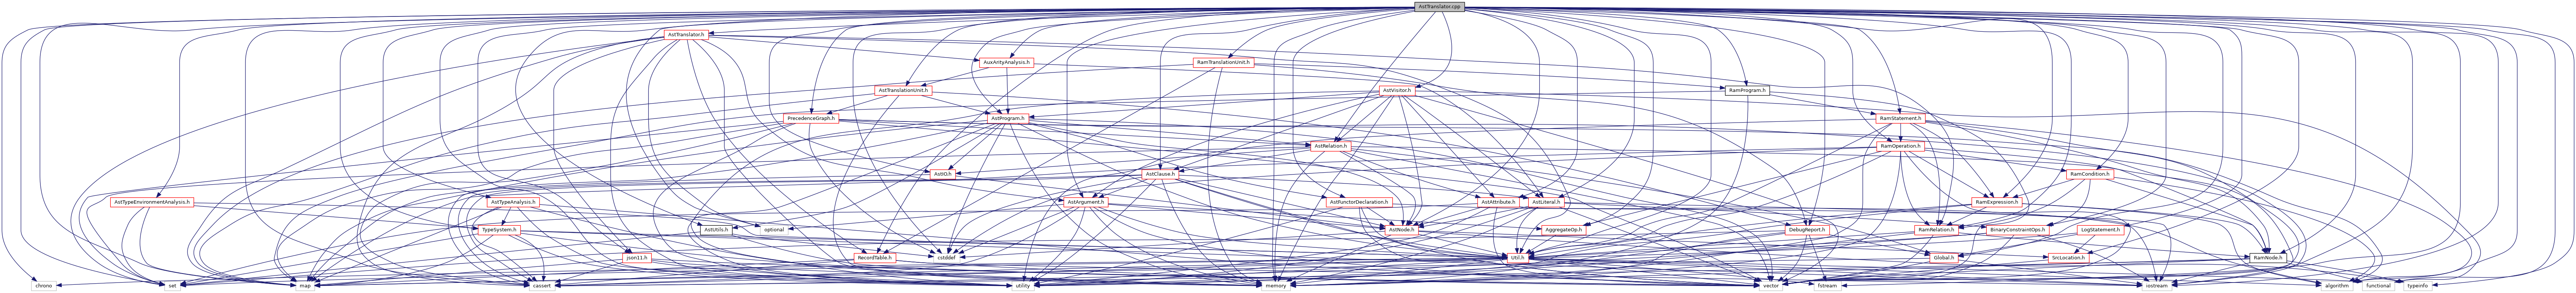 AstTranslator.cpp
AstTranslator.h
AuxArityAnalysis.h
RamTranslationUnit.h
AstTranslationUnit.h
AstVisitor.h
RamProgram.h
PrecedenceGraph.h
AstProgram.h
RamStatement.h
AstRelation.h
RamOperation.h
AstIO.h
AstClause.h
RamCondition.h
AstTypeEnvironmentAnalysis.h
AstTypeAnalysis.h
AstArgument.h
AstFunctorDeclaration.h
AstAttribute.h
AstLiteral.h
RamExpression.h
TypeSystem.h
AstUtils.h
optional
AstNode.h
AggregateOp.h
DebugReport.h
RamRelation.h
BinaryConstraintOps.h
LogStatement.h
json11.h
RecordTable.h
cstddef
Util.h
Global.h
SrcLocation.h
RamNode.h
chrono
set
map
cassert
utility
memory
vector
fstream
iostream
algorithm
functional
typeinfo